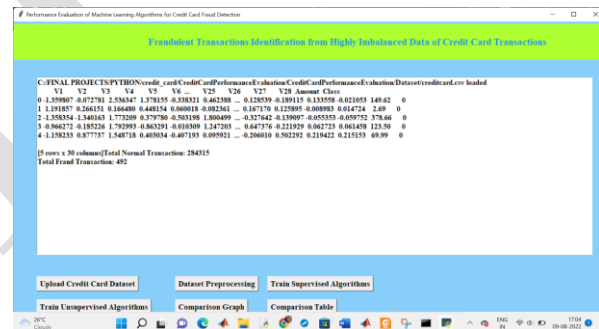 Performance Evaluation of Machine Learning Algorithms for Credit Card Fraud Detection
Fraudulent Transactions Identification from Highly Imbalanced Data of Credit Card Transactions
C:/FINAL PROJECTS/PYTHON/credit_card/CreditCardPerformanceEvaluation/CreditCardPerformanceEvaluation/Dataset/creditcard.csv loaded
V1 V2 V3 V4 V5 V6 ... V25 V26 V27 V28 Amount Class
0 -1.359807 -0.072781 2.536347 1.378155 -0.338321 0.462388 ... 0.128539 -0.189115 0.133558 -0.021053 149.62 0
1 1.191857 0.266151 0.166480 0.448154 0.060018 -0.082361 ... 0.167170 0.125895 -0.008983 0.014724 2.69 0
2 -1.358354 -1.340163 1.773209 0.379780 -0.503198 1.800499 ... -0.327642 -0.139097 -0.055353 -0.059752 378.66 0
3 -0.966272 -0.185226 1.792993 -0.863291 -0.010309 1.247203 ... 0.647376 -0.221929 0.062723 0.061458 123.50 0
4 -1.158233 0.877737 1.548718 0.403034 -0.407193 0.095921 ... -0.206010 0.502292 0.219422 0.215153 69.99 0
[5 rows x 30 columns]Total Normal Transaction: 284315
Total Fraud Transaction: 492
Upload Credit Card Dataset Dataset Preprocessing Train Supervised Algorithms
Train Unsupervised Algorithms Comparison Graph Comparison Table
26°C
Cloudy
ENG
IN
17:04
09-08-2022